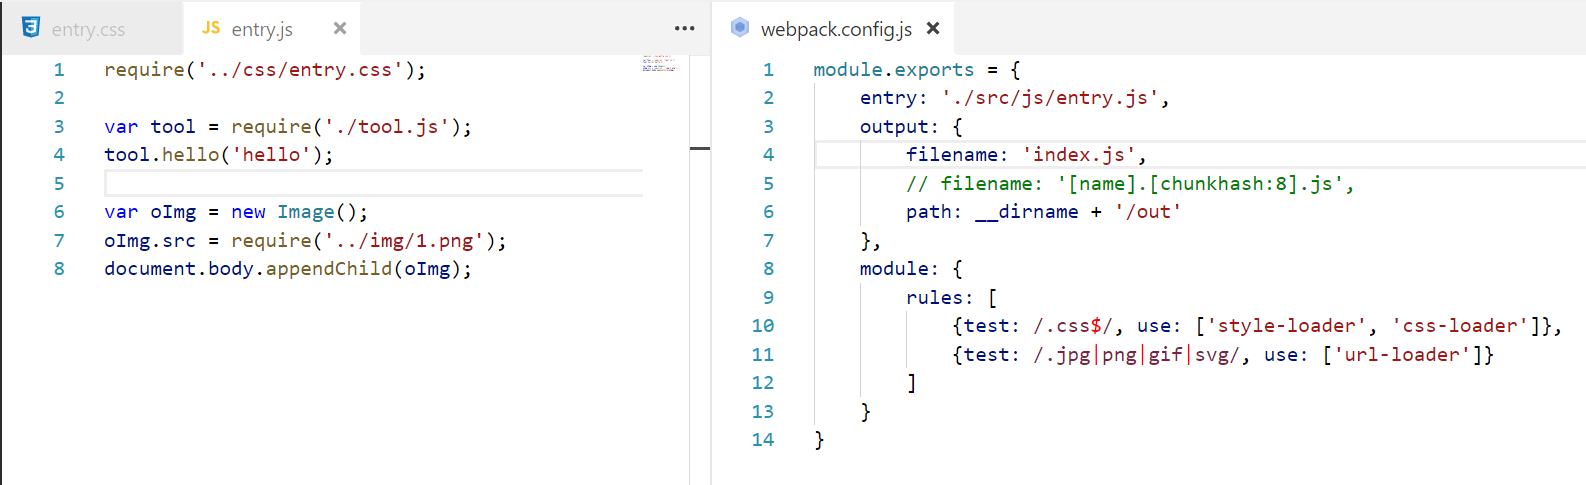 entry.css
JS entry.js ×
...
1 require('../css/entry.css');
2
3 var tool = require('./tool.js');
4 tool.hello('hello');
5
6 var oImg = new Image();
7 oImg.src = require('../img/1.png');
8 document.body.appendChild(oImg);
webpack.config.js ×
1 module.exports = {
2 entry: './src/js/entry.js',
3 output: {
4 filename: 'index.js',
5 // filename: '[name].[chunkhash:8].js',
6 path: __dirname + '/out'
7 },
8 module: {
9 rules: [
10 {test: /.css$/, use: ['style-loader', 'css-loader']},
11 {test: /.jpg|png|gif|svg/, use: ['url-loader']}
12 ]
13 }
14 }